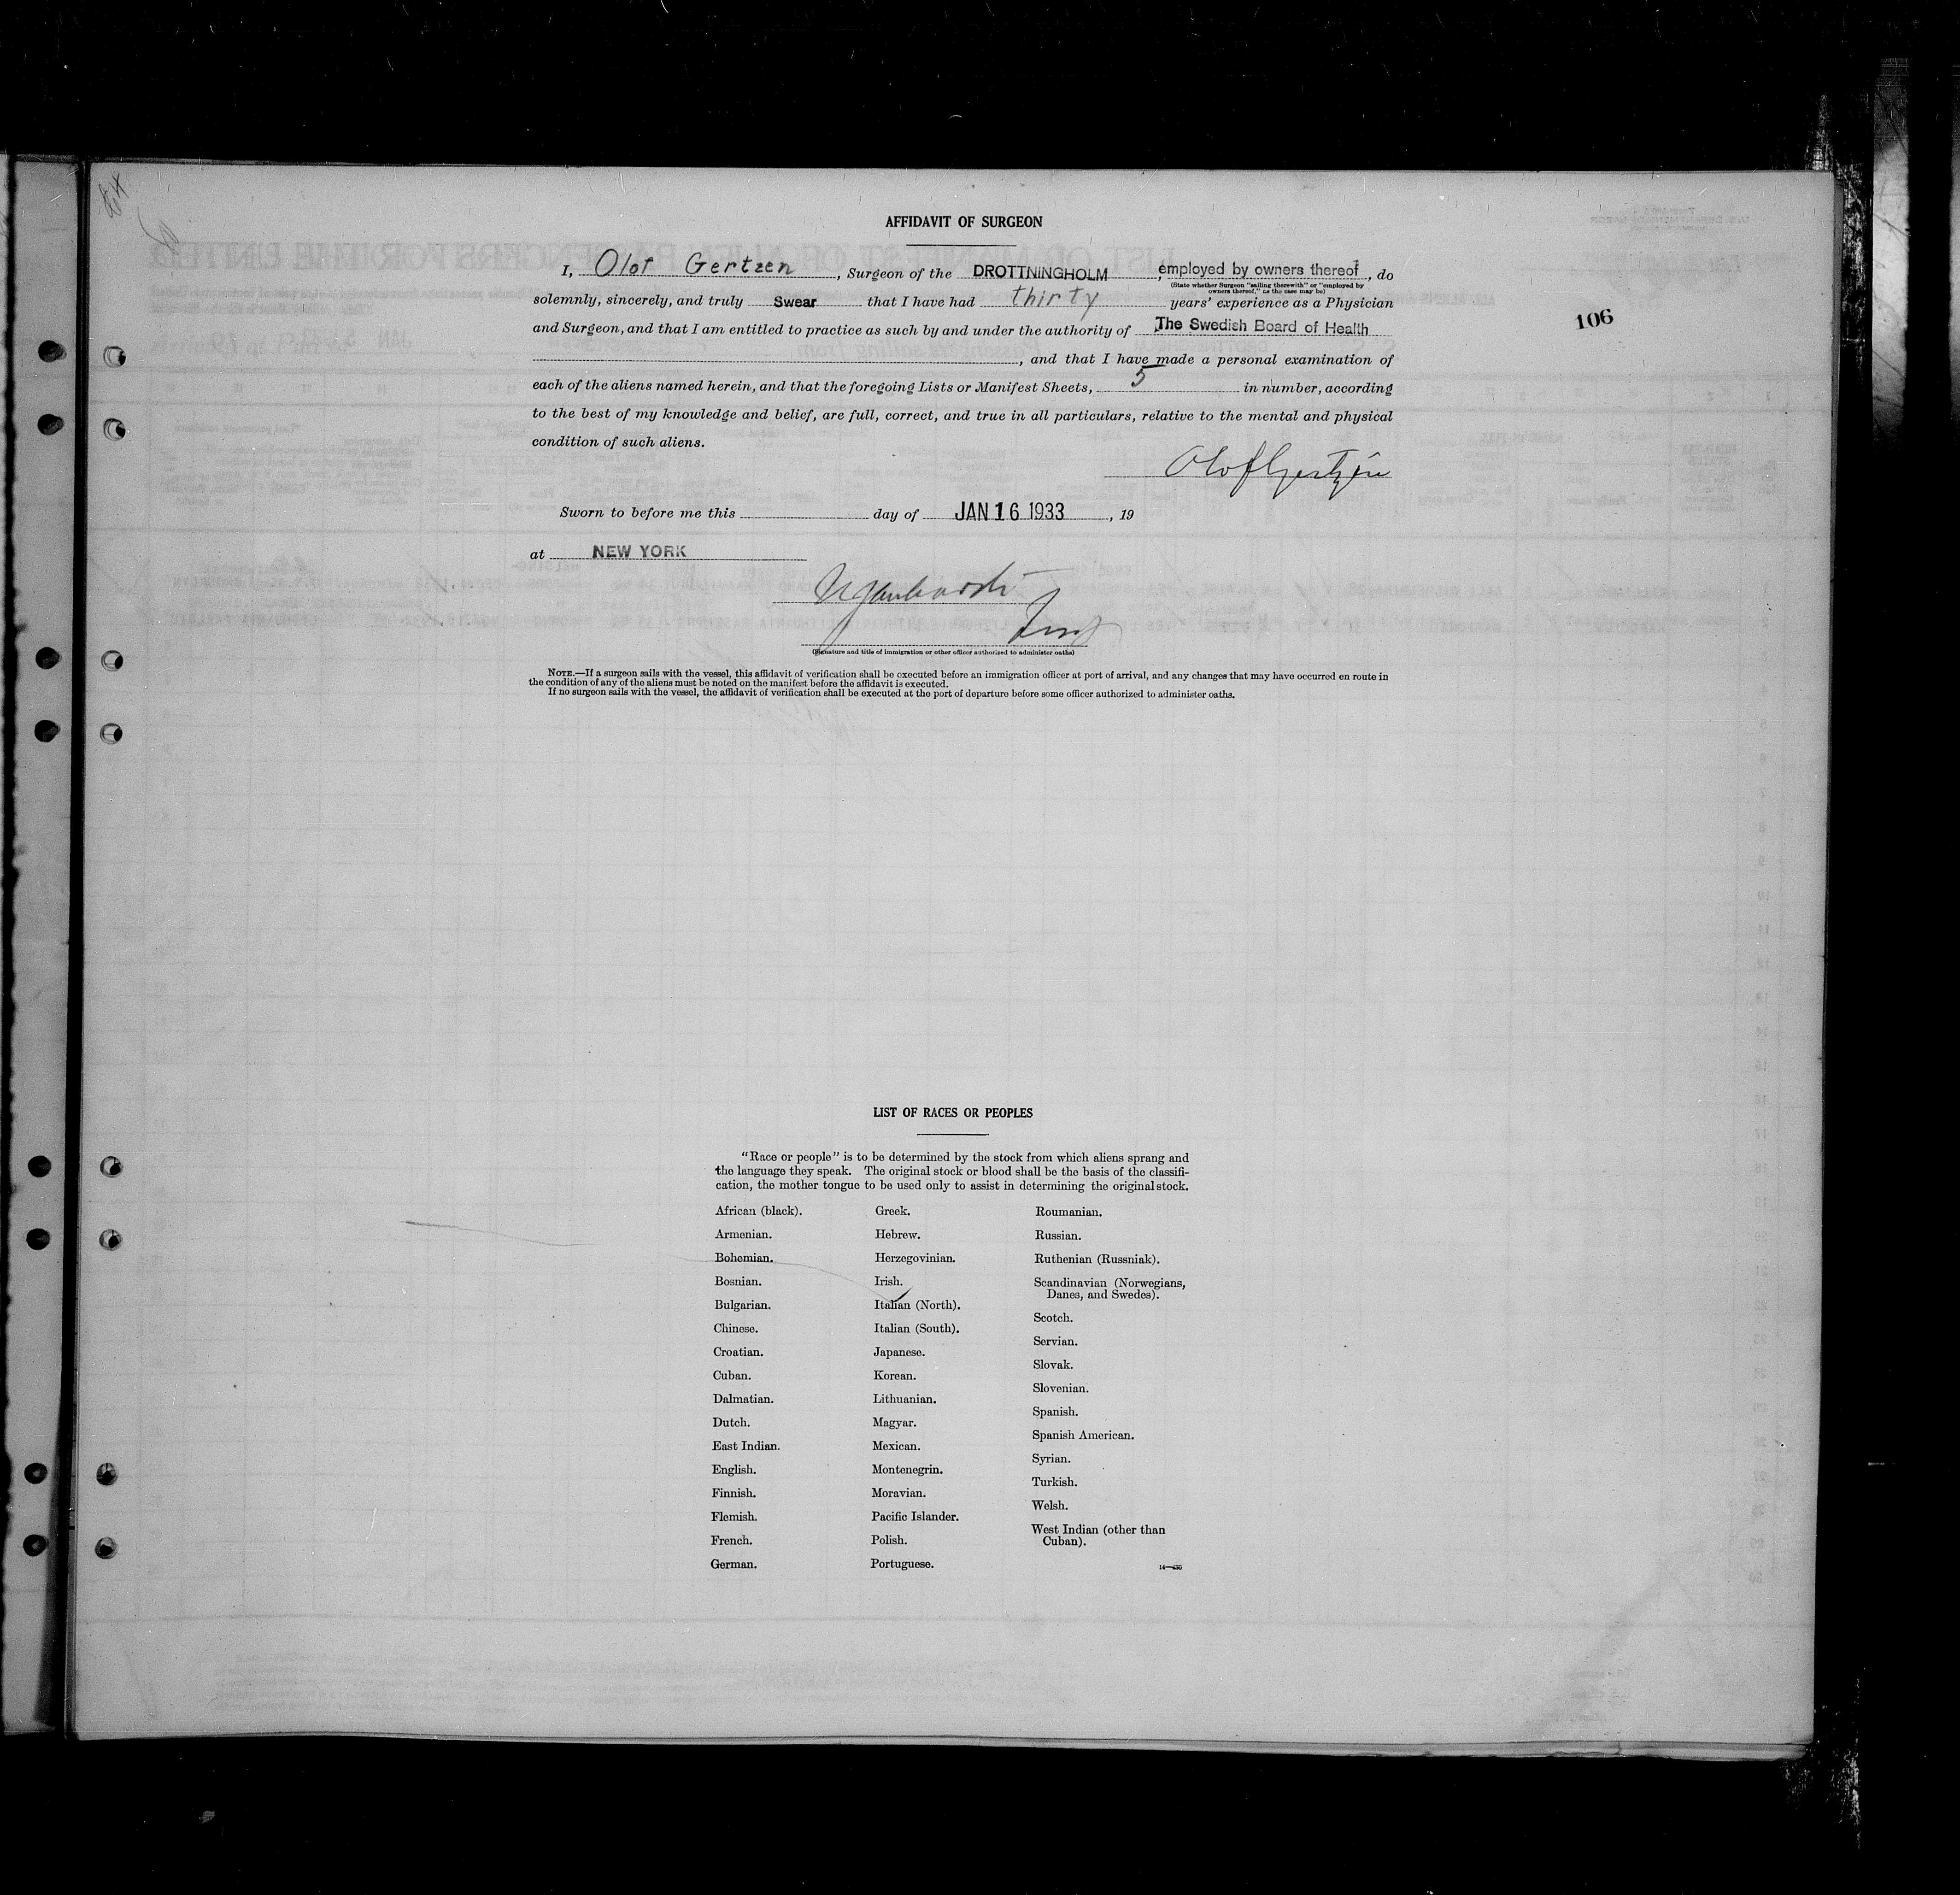 AFFIDAVIT OF SURGEON
I, Olof Gertzen, Surgeon of the DROTTNINGHOLM, employed by owners thereof, do
(State whether Surgeon "sailing therewith" or "employed by
owners thereof," as the case may be)
solemnly, sincerely, and truly Swear that I have had thirty years' experience as a Physician
106
and Surgeon, and that I am entitled to practice as such by and under the authority of The Swedish Board of Health
, and that I have made a personal examination of
each of the aliens named herein, and that the foregoing Lists or Manifest Sheets, 5 in number, according
to the best of my knowledge and belief, are full, correct, and true in all particulars, relative to the mental and physical
condition of such aliens.
Olof Gertzén
Sworn to before me this day of JAN 16 1933, 19
at NEW YORK
(Signature and title of immigration or other officer authorized to administer oaths)
NOTE.—If a surgeon sails with the vessel, this affidavit of verification shall be executed before an immigration officer at port of arrival, and any changes that may have occurred en route in
the condition of any of the aliens must be noted on the manifest before the affidavit is executed.
If no surgeon sails with the vessel, the affidavit of verification shall be executed at the port of departure before some officer authorized to administer oaths.
LIST OF RACES OR PEOPLES
"Race or people" is to be determined by the stock from which aliens sprang and
the language they speak. The original stock or blood shall be the basis of the classifi-
cation, the mother tongue to be used only to assist in determining the original stock.
African (black).
Armenian.
Bohemian.
Bosnian.
Bulgarian.
Chinese.
Croatian.
Cuban.
Dalmatian.
Dutch.
East Indian.
English.
Finnish.
Flemish.
French.
German.
Greek.
Hebrew.
Herzegovinian.
Irish.
Italian (North).
Italian (South).
Japanese.
Korean.
Lithuanian.
Magyar.
Mexican.
Montenegrin.
Moravian.
Pacific Islander.
Polish.
Portuguese.
Roumanian.
Russian.
Ruthenian (Russniak).
Scandinavian (Norwegians,
Danes, and Swedes).
Scotch.
Servian.
Slovak.
Slovenian.
Spanish.
Spanish American.
Syrian.
Turkish.
Welsh.
West Indian (other than
Cuban).